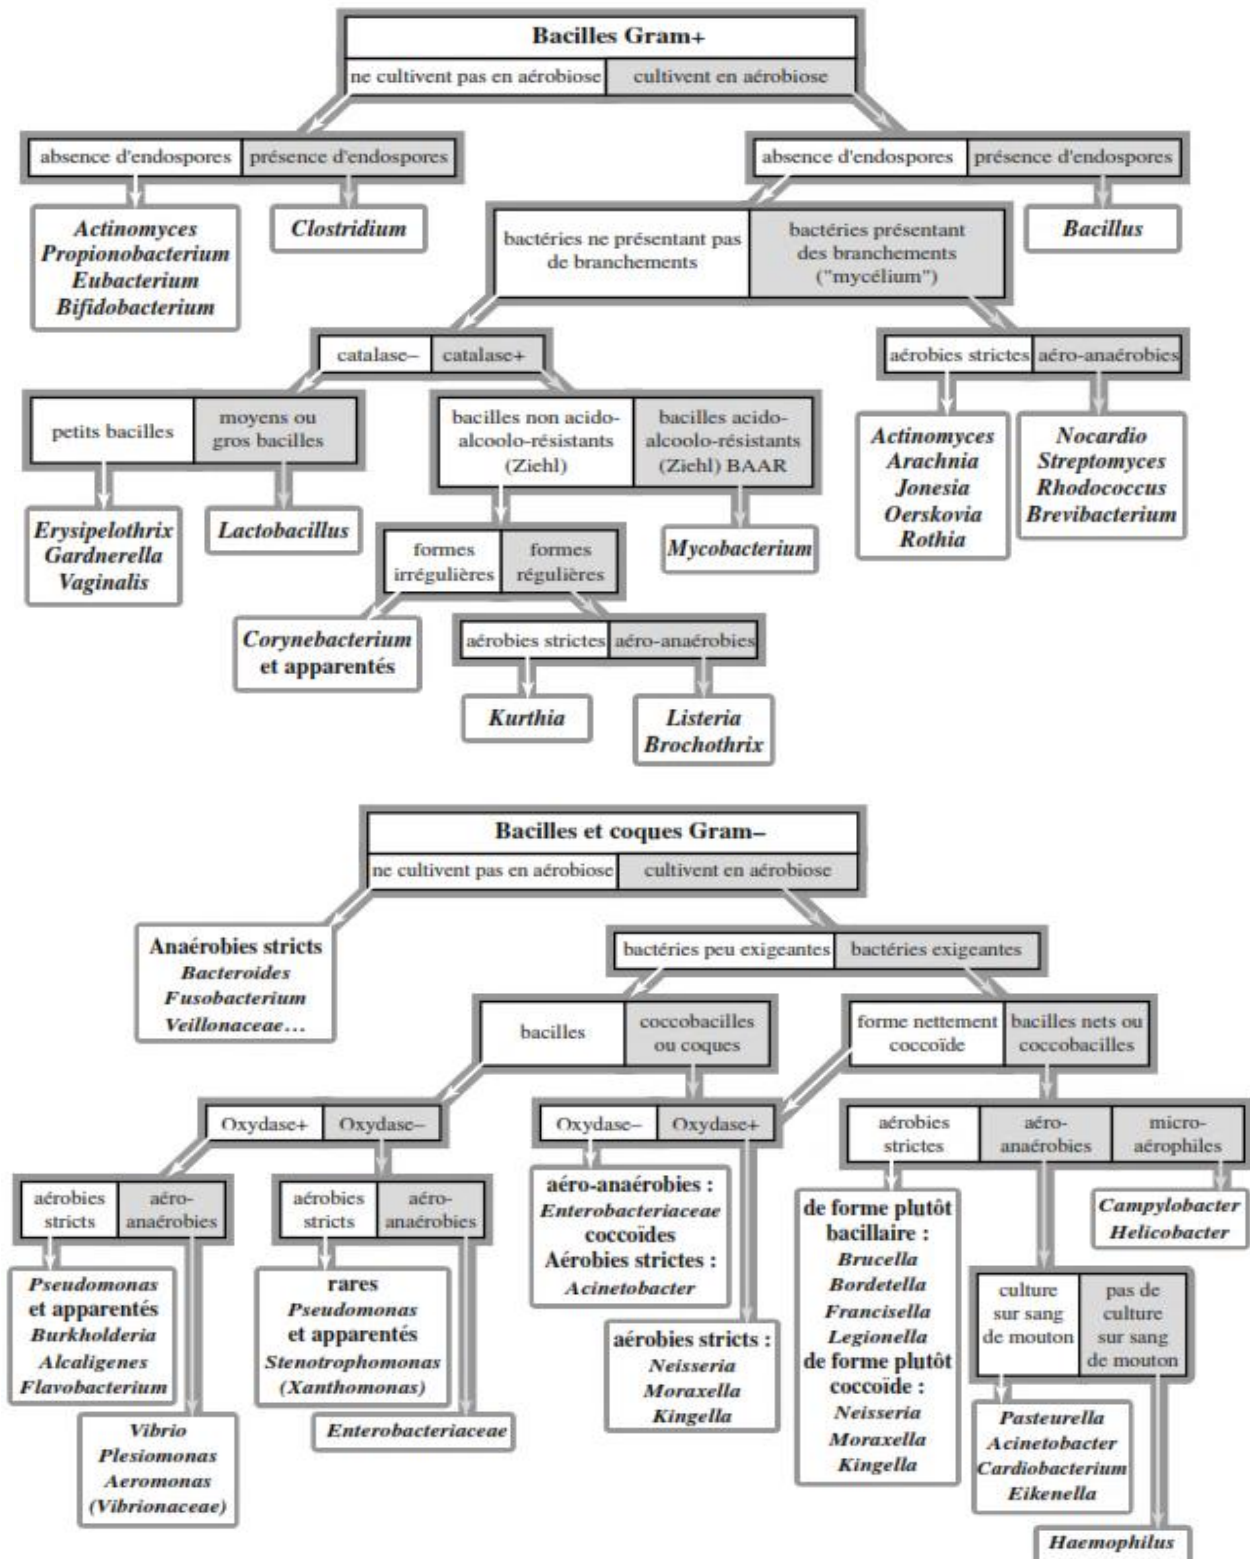 Bacilles Gram+
ne cultivent pas en aérobiose
cultivent en aérobiose
absence d'endospores
présence d'endospores
absence d'endospores
présence d'endospores
Actinomyces
Propionobacterium
Eubacterium
Bifidobacterium
Clostridium
bactéries ne présentant pas
de branchements
bactéries présentant
des branchements
("mycélium")
Bacillus
catalase–
catalase+
aérobies strictes
aéro-anaérobies
petits bacilles
moyens ou
gros bacilles
bacilles non acido-
alcoolo-résistants
(Ziehl)
bacilles acido-
alcoolo-résistants
(Ziehl) BAAR
Actinomyces
Arachnia
Jonesia
Oerskovia
Rothia
Nocardio
Streptomyces
Rhodococcus
Brevibacterium
Erysipelothrix
Gardnerella
Vaginalis
Lactobacillus
formes
irrégulières
formes
régulières
Mycobacterium
Corynebacterium
et apparentés
aérobies strictes
aéro-anaérobies
Kurthia
Listeria
Brochothrix
Bacilles et coques Gram–
ne cultivent pas en aérobiose
cultivent en aérobiose
Anaérobies stricts
Bacteroides
Fusobacterium
Veillonaceae…
bactéries peu exigeantes
bactéries exigeantes
bacilles
coccobacilles
ou coques
forme nettement
coccoïde
bacilles nets ou
coccobacilles
Oxydase+
Oxydase–
Oxydase–
Oxydase+
aérobies
strictes
aéro-
anaérobies
micro-
aérophiles
aérobies
stricts
aéro-
anaérobies
aérobies
stricts
aéro-
anaérobies
aéro-anaérobies :
Enterobacteriaceae
coccoïdes
Aérobies strictes :
Acinetobacter
de forme plutôt
bacillaire :
Brucella
Bordetella
Francisella
Legionella
de forme plutôt
coccoïde :
Neisseria
Moraxella
Kingella
Campylobacter
Helicobacter
Pseudomonas
et apparentés
Burkholderia
Alcaligenes
Flavobacterium
rares
Pseudomonas
et apparentés
Stenotrophomonas
(Xanthomonas)
culture
sur sang
de mouton
pas de
culture
sur sang
de mouton
aérobies stricts :
Neisseria
Moraxella
Kingella
Vibrio
Plesiomonas
Aeromonas
(Vibrionaceae)
Enterobacteriaceae
Pasteurella
Acinetobacter
Cardiobacterium
Eikenella
Haemophilus